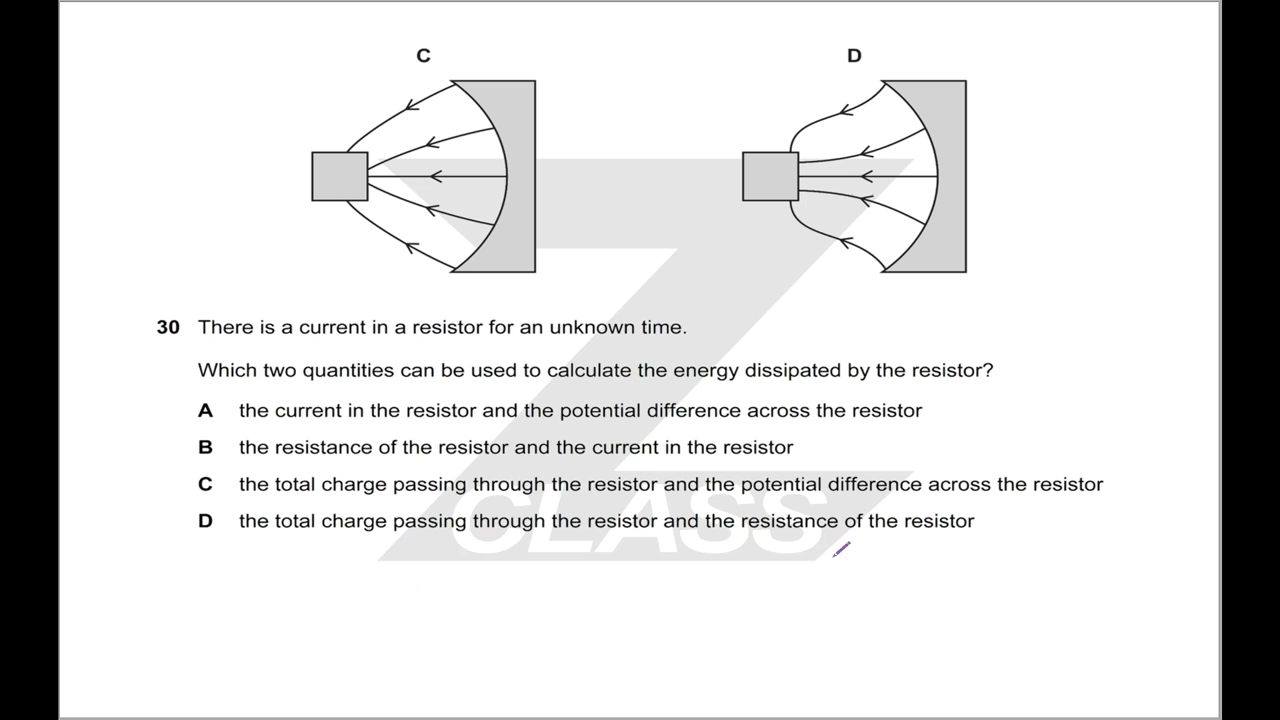 C D
30 There is a current in a resistor for an unknown time.
Which two quantities can be used to calculate the energy dissipated by the resistor?
A the current in the resistor and the potential difference across the resistor
B the resistance of the resistor and the current in the resistor
C the total charge passing through the resistor and the potential difference across the resistor
D the total charge passing through the resistor and the resistance of the resistor
CLASS